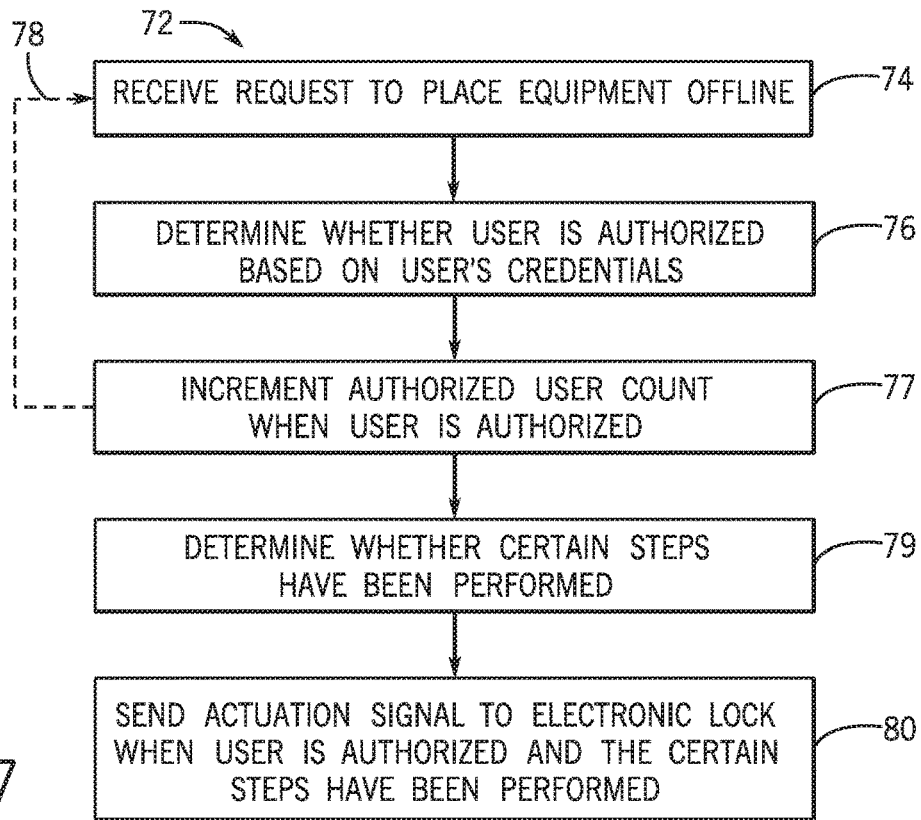 78
72
RECEIVE REQUEST TO PLACE EQUIPMENT OFFLINE
74
DETERMINE WHETHER USER IS AUTHORIZED
BASED ON USER'S CREDENTIALS
76
INCREMENT AUTHORIZED USER COUNT
WHEN USER IS AUTHORIZED
77
DETERMINE WHETHER CERTAIN STEPS
HAVE BEEN PERFORMED
79
SEND ACTUATION SIGNAL TO ELECTRONIC LOCK
WHEN USER IS AUTHORIZED AND THE CERTAIN
STEPS HAVE BEEN PERFORMED
80
7